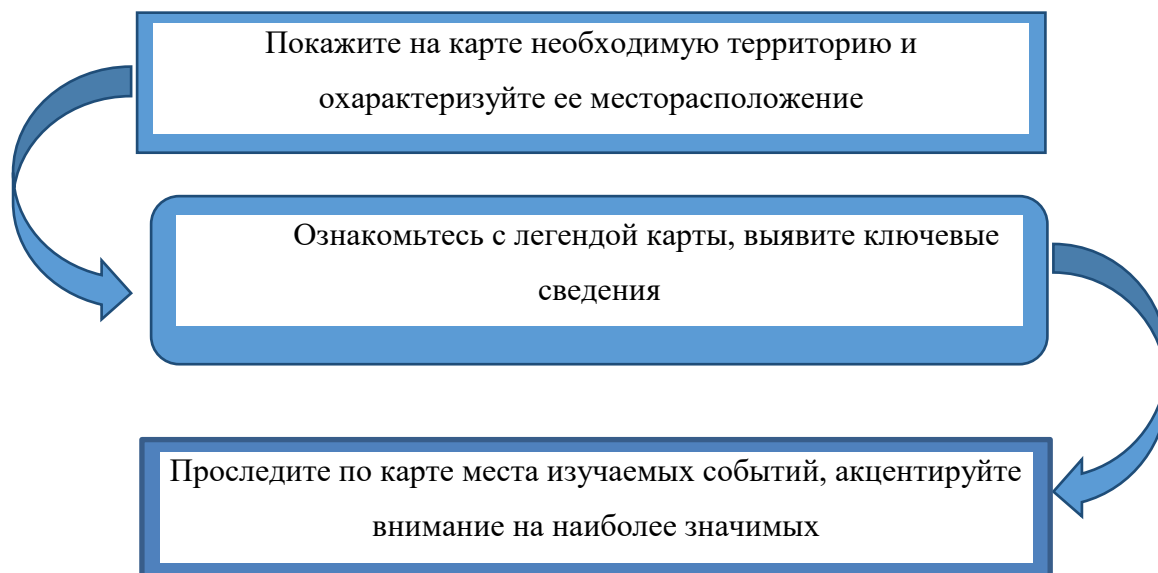 Покажите на карте необходимую территорию и
охарактеризуйте ее месторасположение
Ознакомьтесь с легендой карты, выявите ключевые
сведения
Проследите по карте места изучаемых событий, акцентируйте
внимание на наиболее значимых